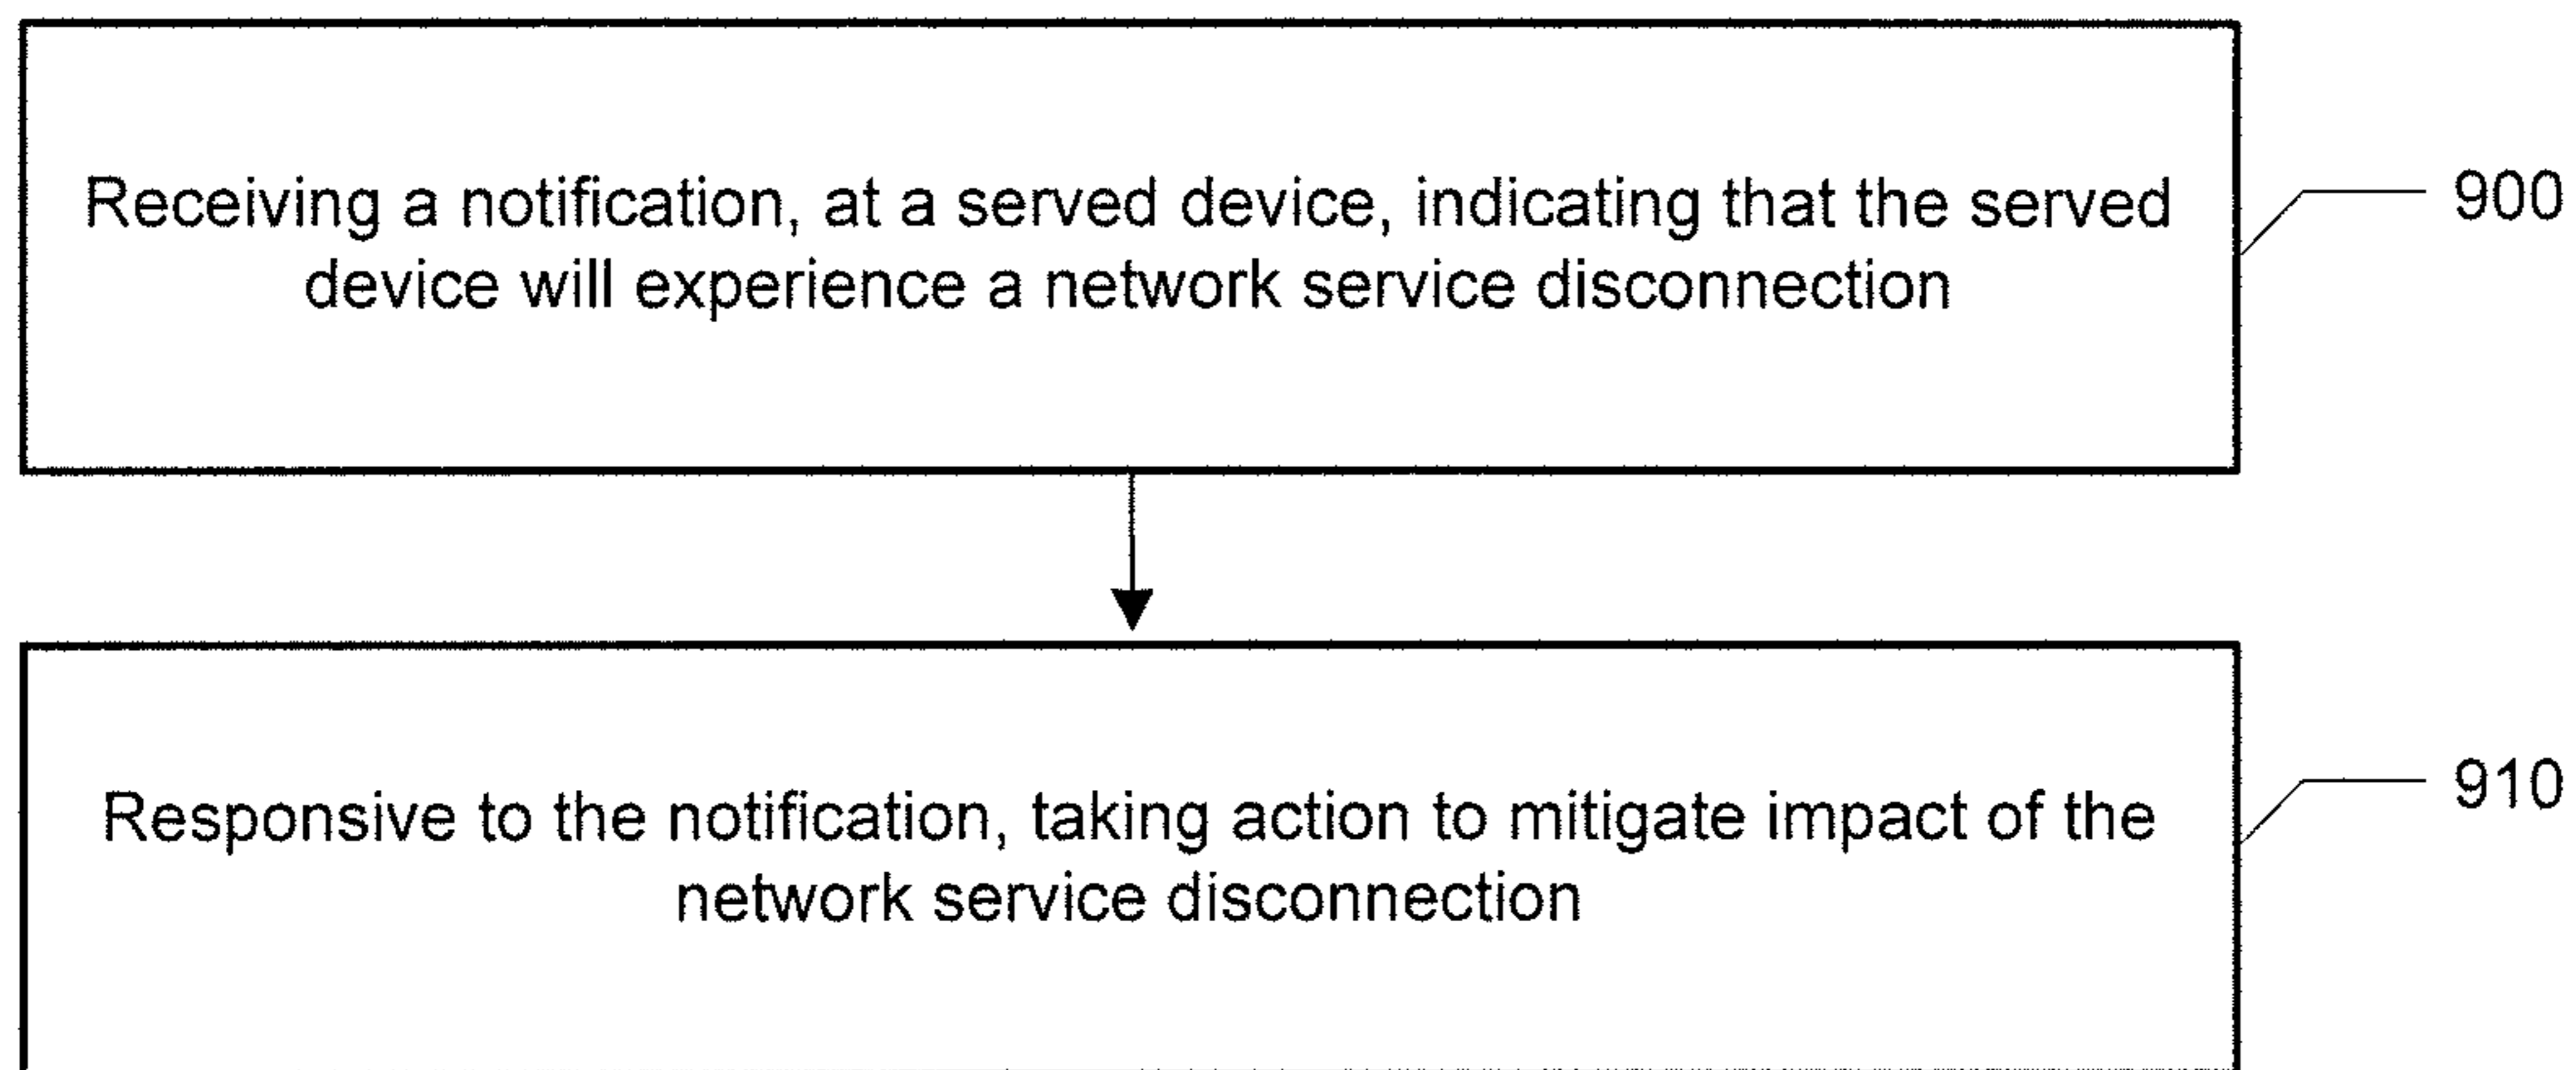 Receiving a notification, at a served device, indicating that the served
device will experience a network service disconnection
900
Responsive to the notification, taking action to mitigate impact of the
network service disconnection
910